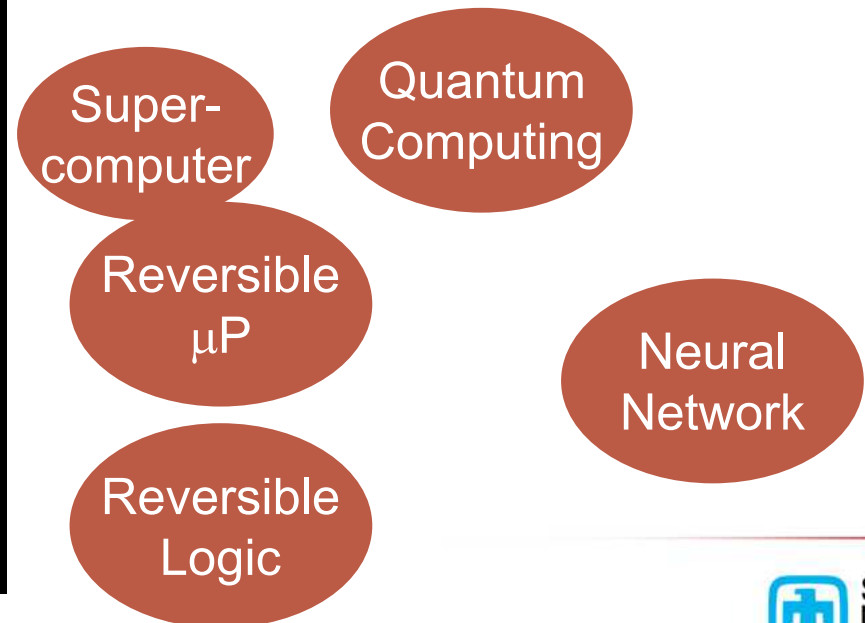 Super-
computer
Quantum
Computing
Reversible
μP
Neural
Network
Reversible
Logic